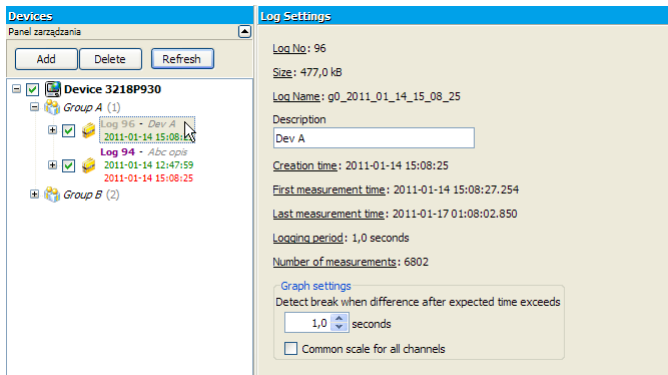 Devices
Panel zarządzania
Add Delete Refresh
Device 3218P930
Group A (1)
Log 96 - Dev A
2011-01-14 15:08:
Log 94 - Abc opis
2011-01-14 12:47:59
2011-01-14 15:08:25
Group B (2)
Log Settings
Log No: 96
Size: 477,0 kB
Log Name: g0_2011_01_14_15_08_25
Description
Dev A
Creation time: 2011-01-14 15:08:25
First measurement time: 2011-01-14 15:08:27.254
Last measurement time: 2011-01-17 01:08:02.850
Logging period: 1,0 seconds
Number of measurements: 6802
Graph settings
Detect break when difference after expected time exceeds
1,0 seconds
Common scale for all channels